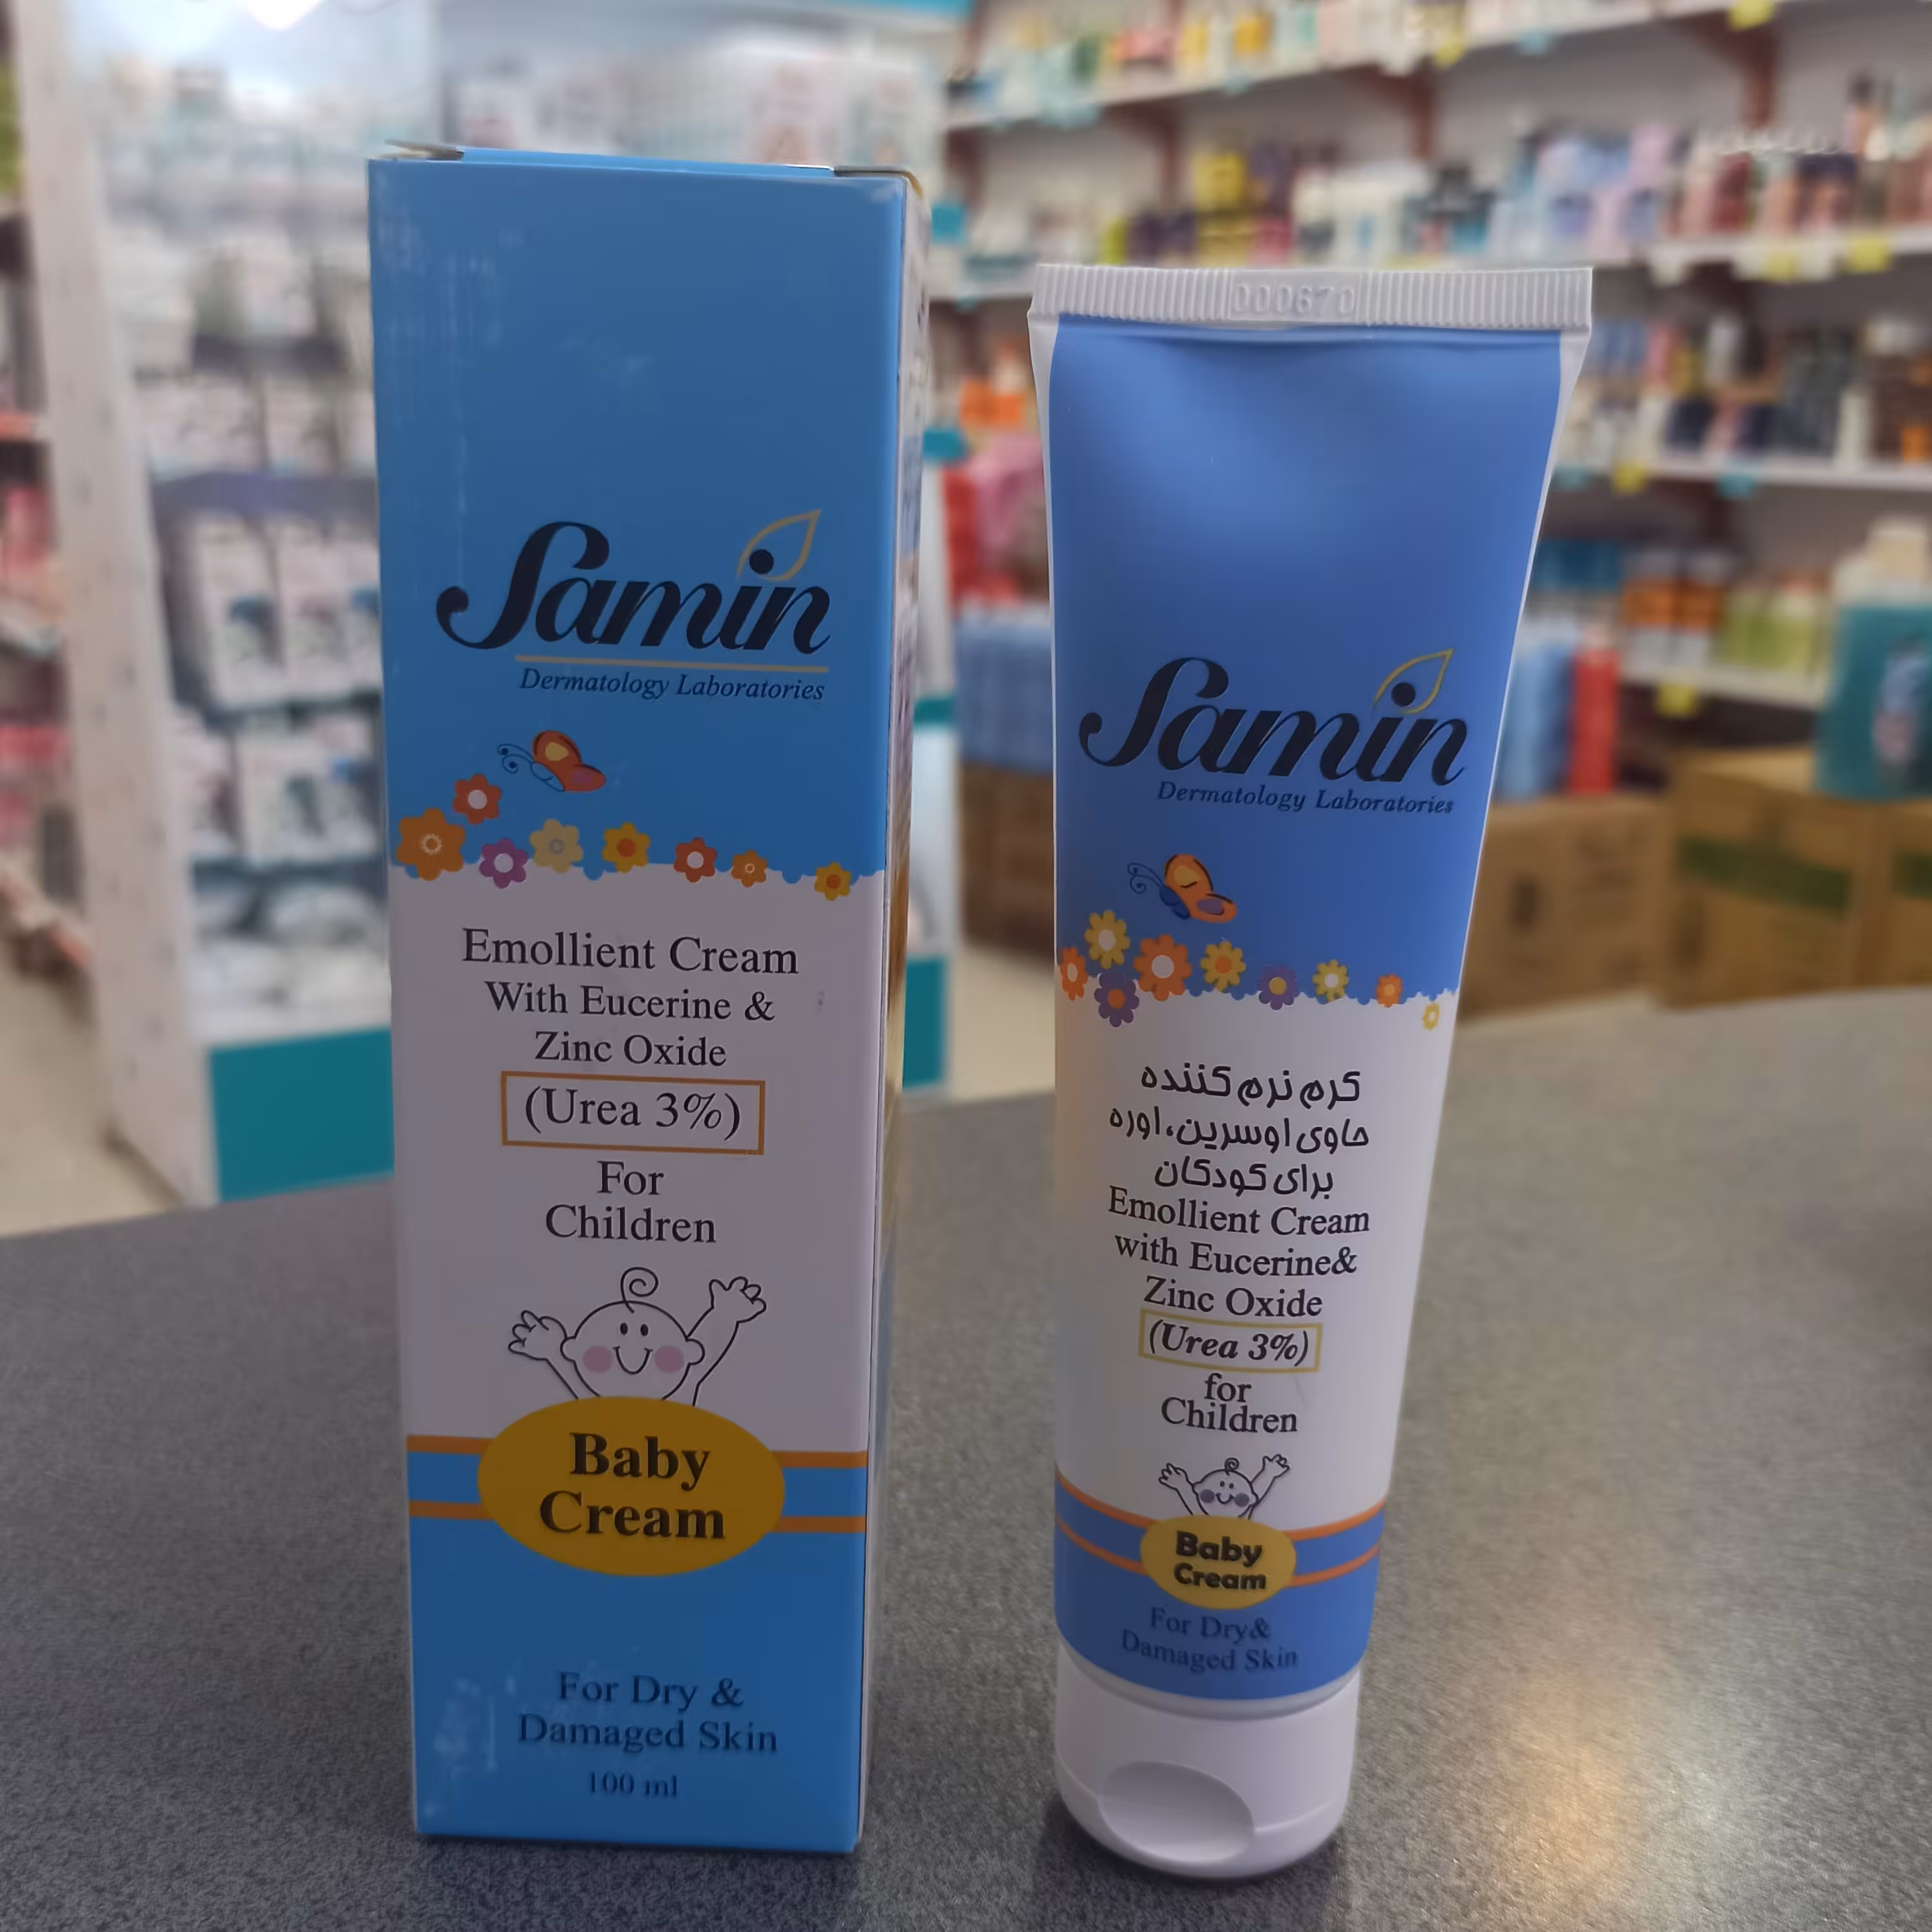 Samin
Dermatology Laboratories
Emollient Cream
With Eucerine &
Zinc Oxide
(Urea 3%)
For
Children
Baby
Cream
For Dry &
Damaged Skin
100 ml
000670
Samin
Dermatology Laboratories
کرم نرم کننده
حاوی اوسرین، اوره
برای کودکان
Emollient Cream
with Eucerine&
Zinc Oxide
(Urea 3%)
for
Children
Baby
Cream
For Dry&
Damaged Skin